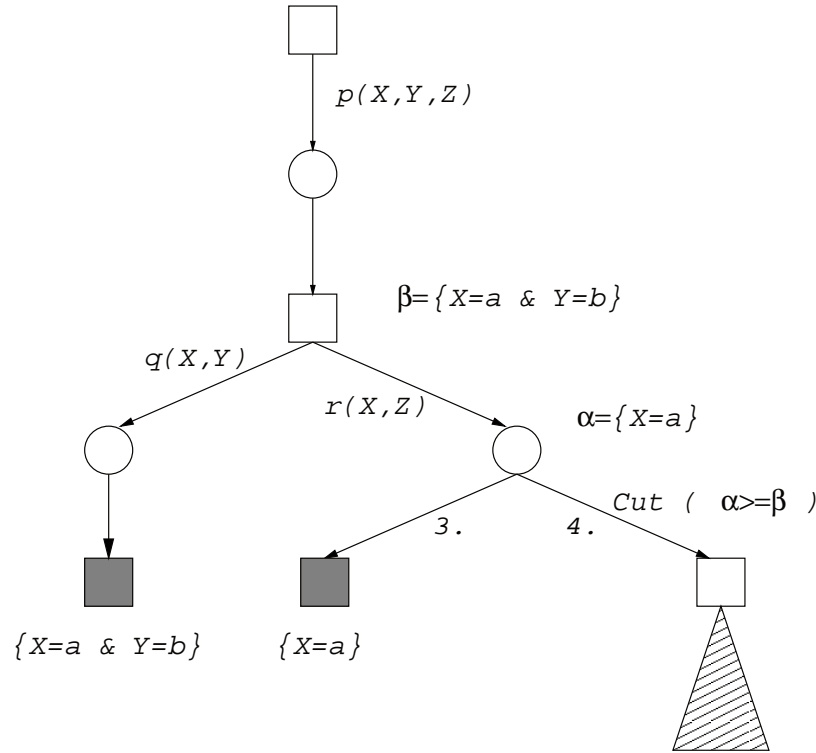 p(X,Y,Z)
β={X=a & Y=b}
q(X,Y)
r(X,Z)
α={X=a}
Cut ( α>=β )
3.
4.
{X=a & Y=b}
{X=a}